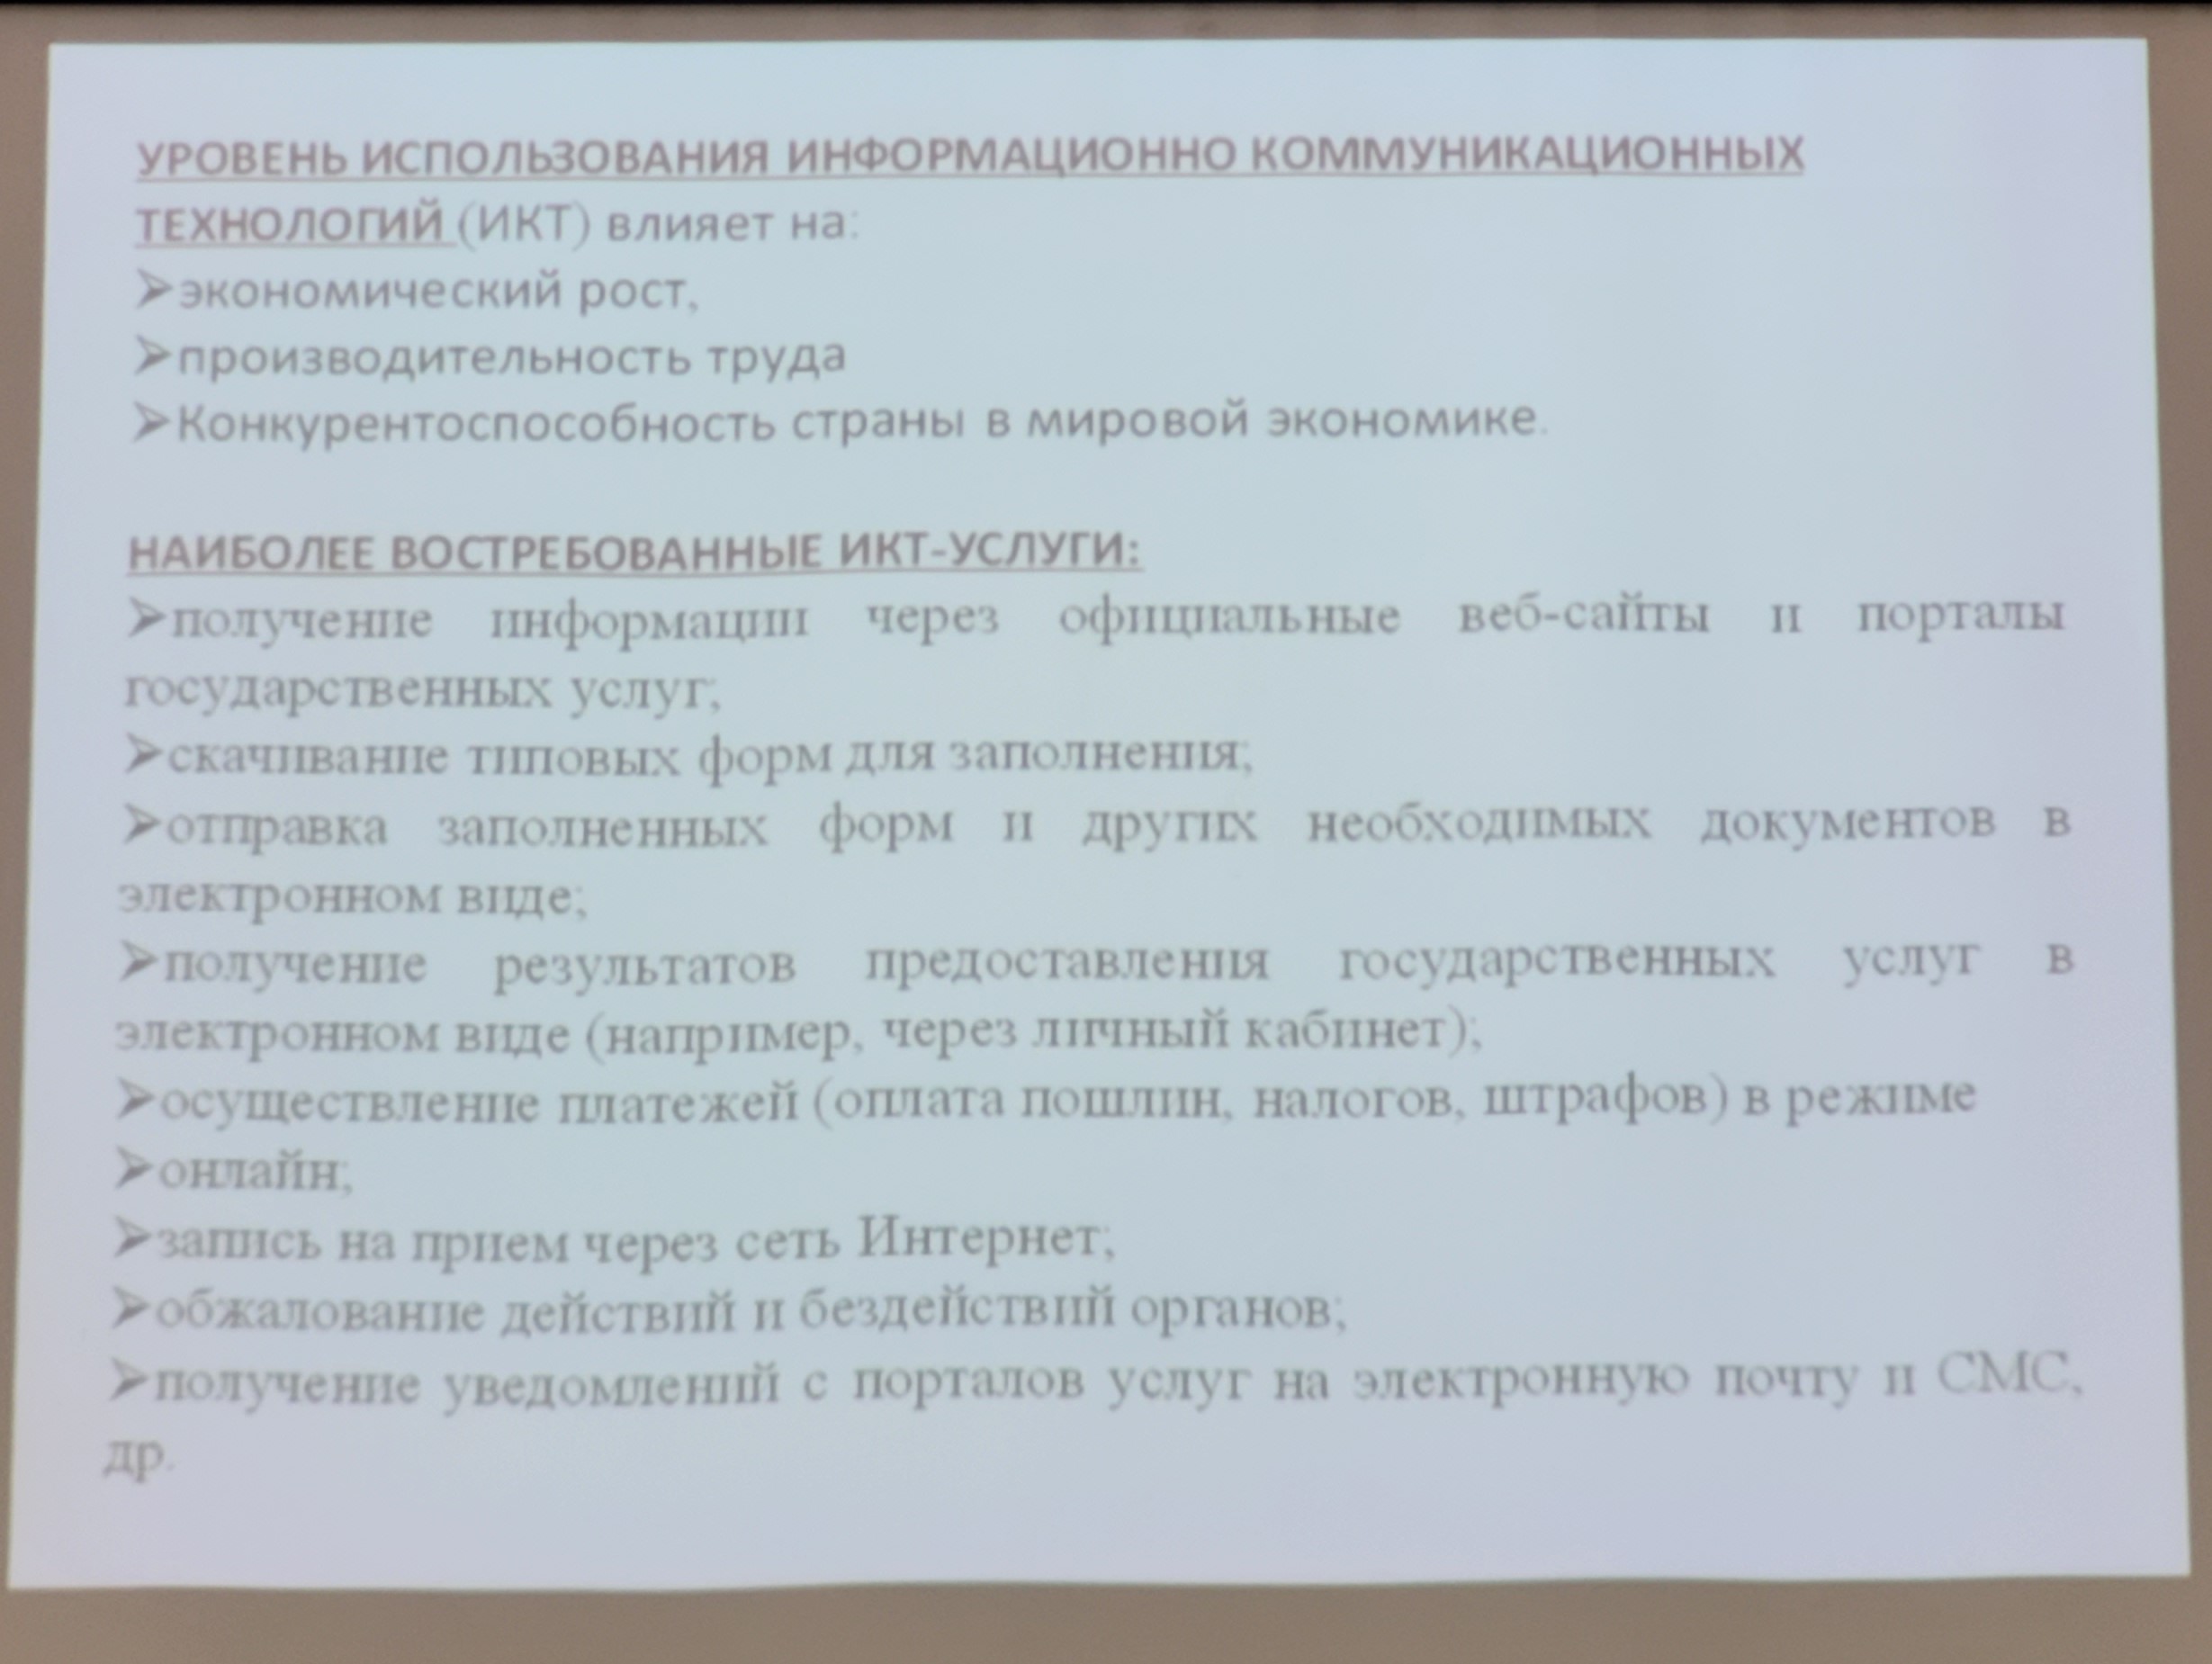 УРОВЕНЬ ИСПОЛЬЗОВАНИЯ ИНФОРМАЦИОННО КОММУНИКАЦИОННЫХ
ТЕХНОЛОГИЙ (ИКТ) влияет на:
➢экономический рост,
➢производительность труда
➢Конкурентоспособность страны в мировой экономике.
НАИБОЛЕЕ ВОСТРЕБОВАННЫЕ ИКТ-УСЛУГИ:
➢получение информации через официальные веб-сайты и порталы
государственных услуг;
➢скачивание типовых форм для заполнения;
➢отправка заполненных форм и других необходимых документов в
электронном виде;
➢получение результатов предоставления государственных услуг в
электронном виде (например, через личный кабинет);
➢осуществление платежей (оплата пошлин, налогов, штрафов) в режиме
➢онлайн;
➢запись на прием через сеть Интернет;
➢обжалование действий и бездействий органов;
➢получение уведомлений с порталов услуг на электронную почту и СМС,
др.